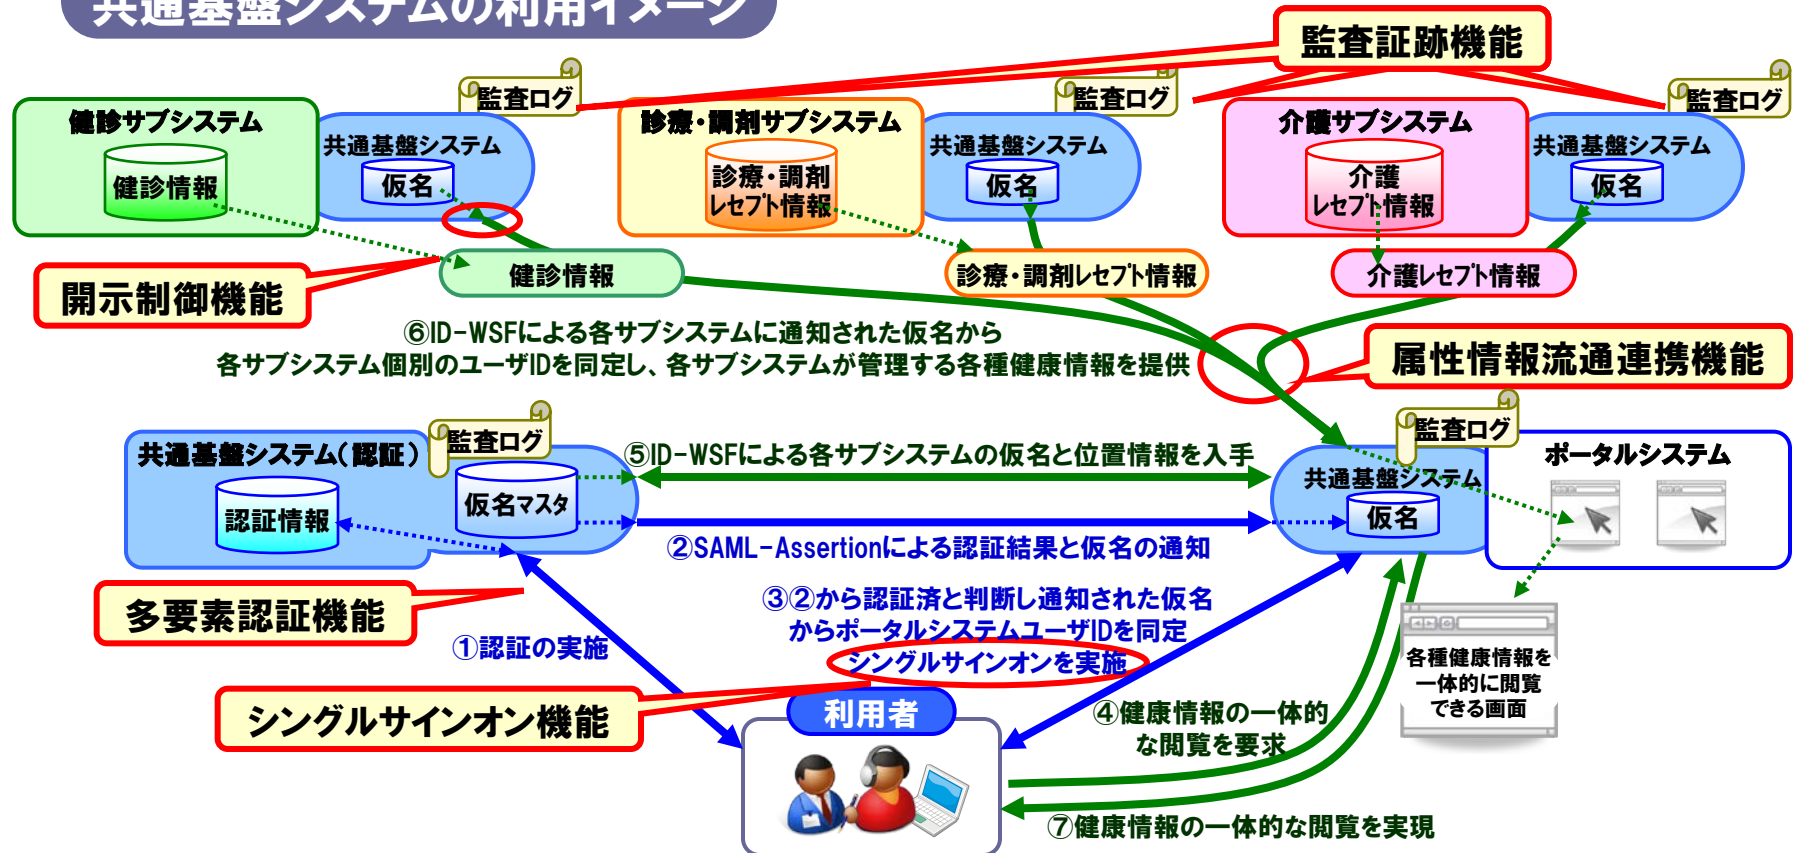 共通基盤システムの利用イメージ
監査証跡機能
監査ログ
監査ログ
監査ログ
健診サブシステム
共通基盤システム
健診情報
仮名
診療・調剤サブシステム
共通基盤システム
診療・調剤
レセプト情報
仮名
介護サブシステム
共通基盤システム
介護
レセプト情報
仮名
開示制御機能
健診情報
診療・調剤レセプト情報
介護レセプト情報
⑥ID-WSFによる各サブシステムに通知された仮名から
各サブシステム個別のユーザIDを同定し、各サブシステムが管理する各種健康情報を提供
属性情報流通連携機能
監査ログ
共通基盤システム(認証)
認証情報
仮名マスタ
⑤ID-WSFによる各サブシステムの仮名と位置情報を入手
監査ログ
共通基盤システム
仮名
ポータルシステム
②SAML-Assertionによる認証結果と仮名の通知
多要素認証機能
①認証の実施
③②から認証済と判断し通知された仮名
からポータルシステムユーザIDを同定
シングルサインオンを実施
各種健康情報を
一体的に閲覧
できる画面
シングルサインオン機能
利用者
④健康情報の一体的
な閲覧を要求
⑦健康情報の一体的な閲覧を実現